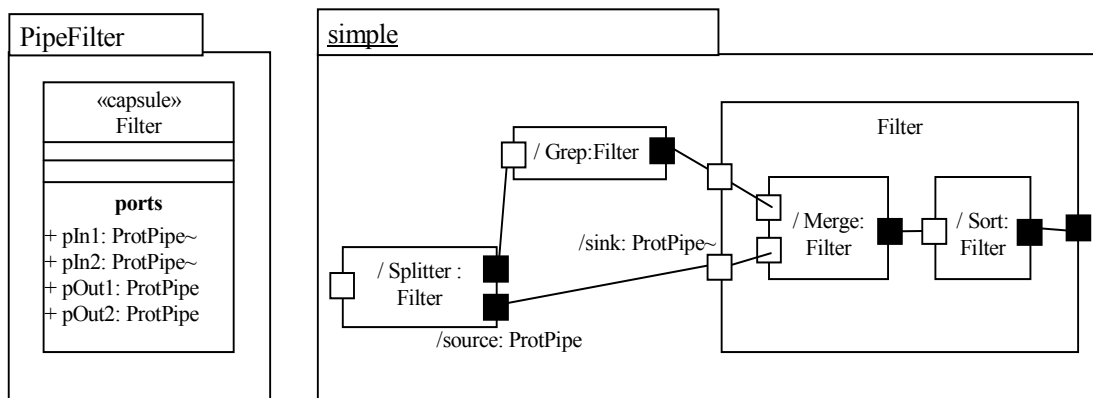 PipeFilter
«capsule»
Filter
ports
+ pIn1: ProtPipe~
+ pIn2: ProtPipe~
+ pOut1: ProtPipe
+ pOut2: ProtPipe
simple
/ Grep:Filter
Filter
/ Splitter :
Filter
/source: ProtPipe
/sink: ProtPipe~
/ Merge:
Filter
/ Sort:
Filter